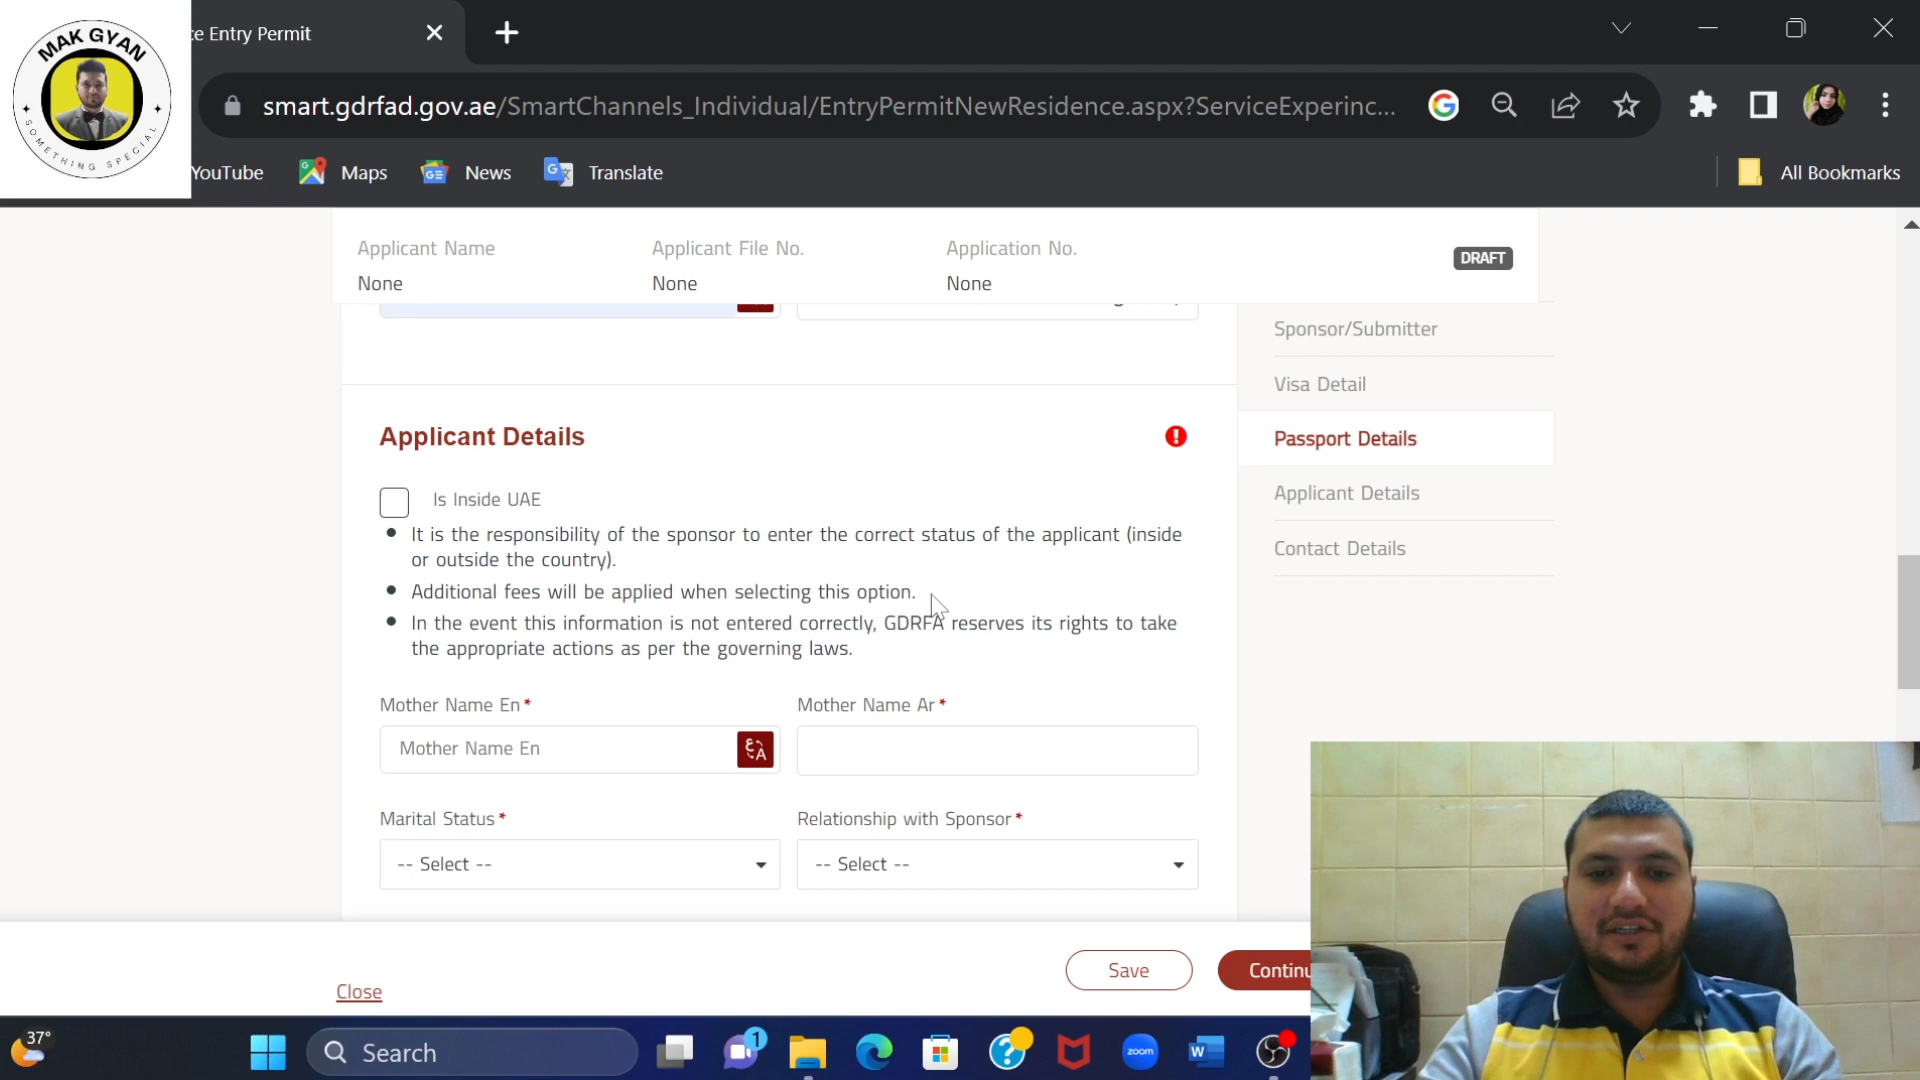 MAK GYAN
SOMETHING SPECIAL
ce Entry Permit
smart.gdrfad.gov.ae/SmartChannels_Individual/EntryPermitNewResidence.aspx?ServiceExperinc...
YouTube
Maps
News
Translate
All Bookmarks
Applicant Name
Applicant File No.
Application No.
None
None
None
DRAFT
Sponsor/Submitter
Visa Detail
Passport Details
Applicant Details
Contact Details
Applicant Details
Is Inside UAE
It is the responsibility of the sponsor to enter the correct status of the applicant (inside
or outside the country).
Additional fees will be applied when selecting this option.
In the event this information is not entered correctly, GDRFA reserves its rights to take
the appropriate actions as per the governing laws.
Mother Name En*
Mother Name Ar*
Mother Name En
Marital Status*
Relationship with Sponsor*
-- Select --
-- Select --
Save
Continu
Close
37°
Search
1
zoom
W